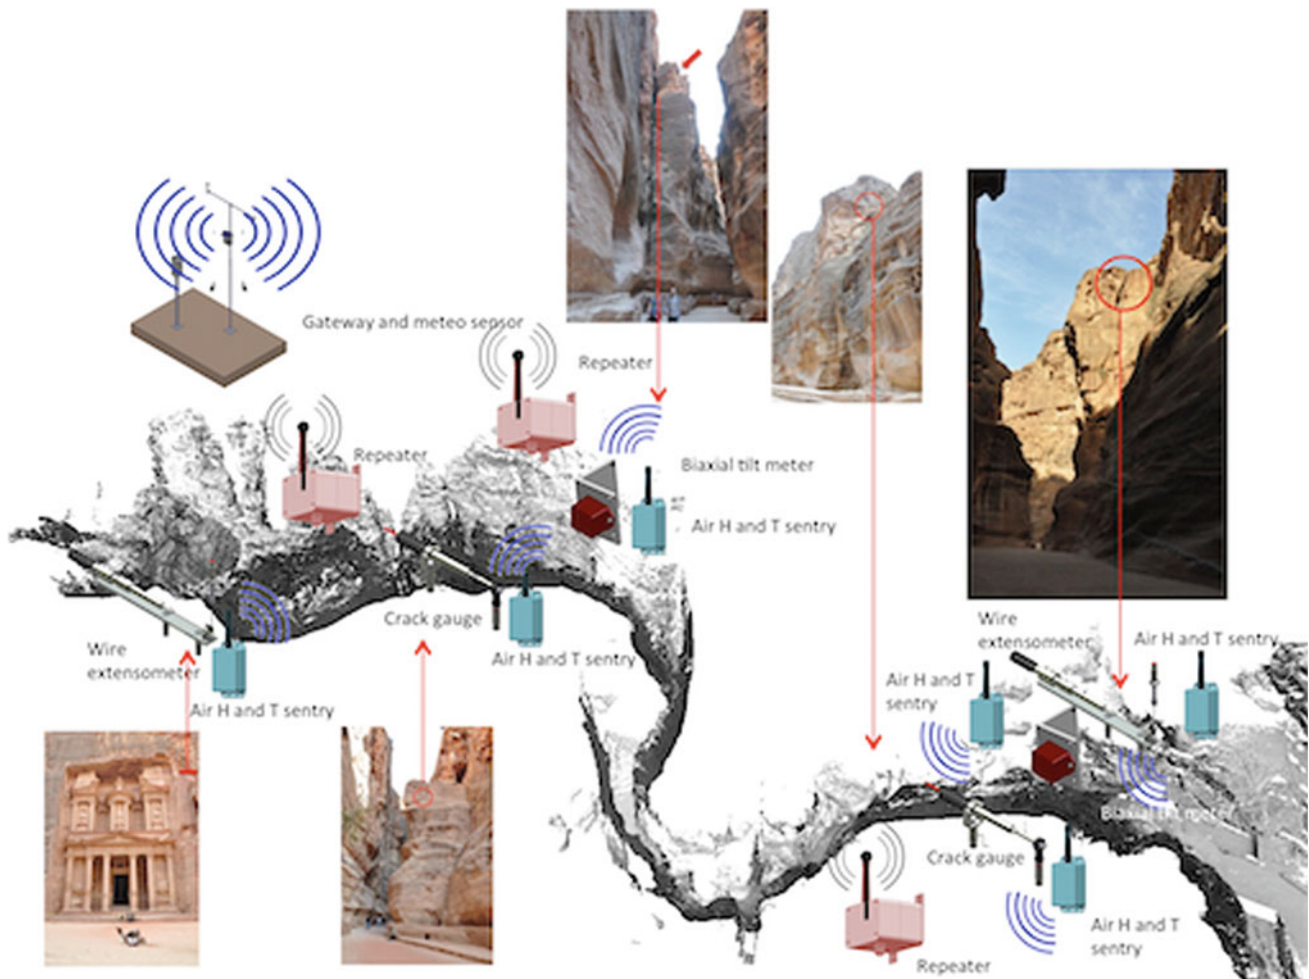 Gateway and meteo sensor
Repeater
Repeater
Biaxial tilt meter
Air H and T sentry
Crack gauge
Wire
extensometer
Air H and T sentry
Air H and T sentry
Wire
extensometer
Air H and T sentry
Air H and T
sentry
Biaxial tilt meter
Crack gauge
Air H and T
sentry
Repeater